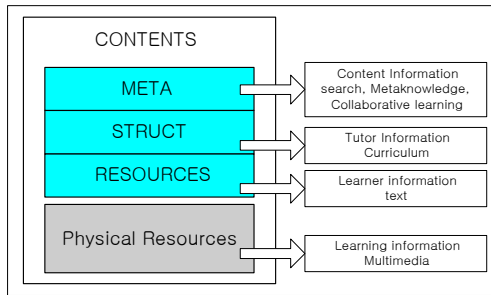 CONTENTS
META
STRUCT
RESOURCES
Physical Resources
Content Information
search, Metaknowledge,
Collaborative learning
Tutor Information
Curriculum
Learner information
text
Learning information
Multimedia